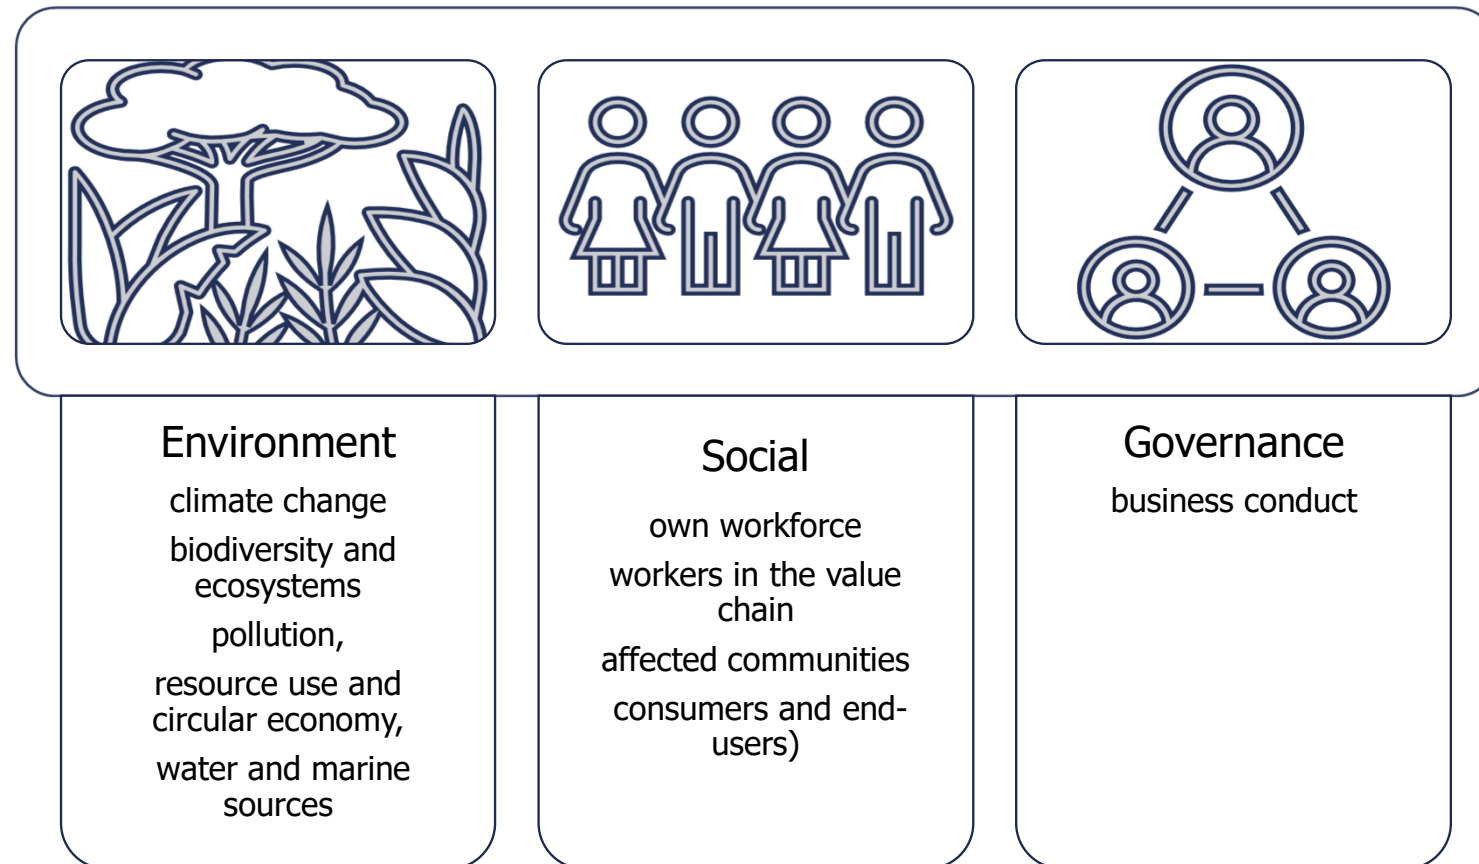 Environment
climate change
biodiversity and
ecosystems
pollution,
resource use and
circular economy,
water and marine
sources
Social
own workforce
workers in the value
chain
affected communities
consumers and end-
users)
Governance
business conduct